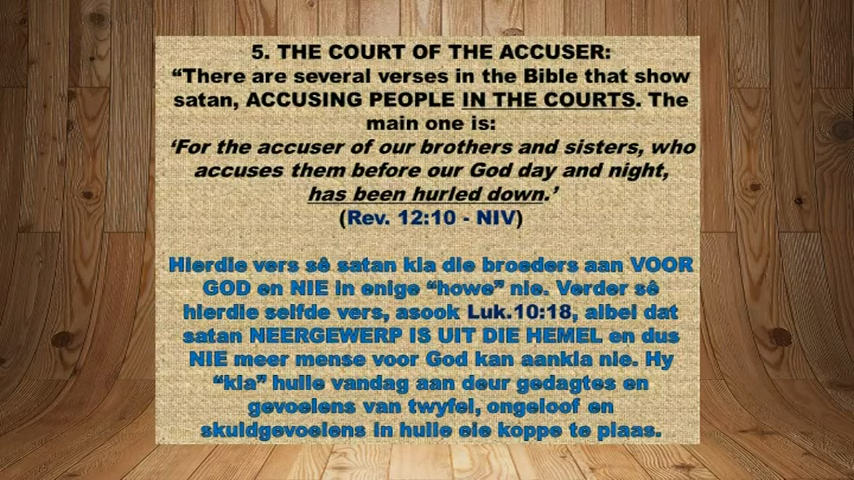 5. THE COURT OF THE ACCUSER:
“There are several verses in the Bible that show
satan, ACCUSING PEOPLE IN THE COURTS. The
main one is:
‘For the accuser of our brothers and sisters, who
accuses them before our God day and night,
has been hurled down.’
(Rev. 12:10 - NIV)
Hierdie vers sê satan kla die broeders aan VOOR
GOD en NIE in enige “howe” nie. Verder sê
hierdie selfde vers, asook Luk.10:18, albei dat
satan NEERGEWERP IS UIT DIE HEMEL en dus
NIE meer mense voor God kan aankla nie. Hy
“kla” hulle vandag aan deur gedagtes en
gevoelens van twyfel, ongeloof en
skuldgevoelens in hulle eie koppe te plaas.